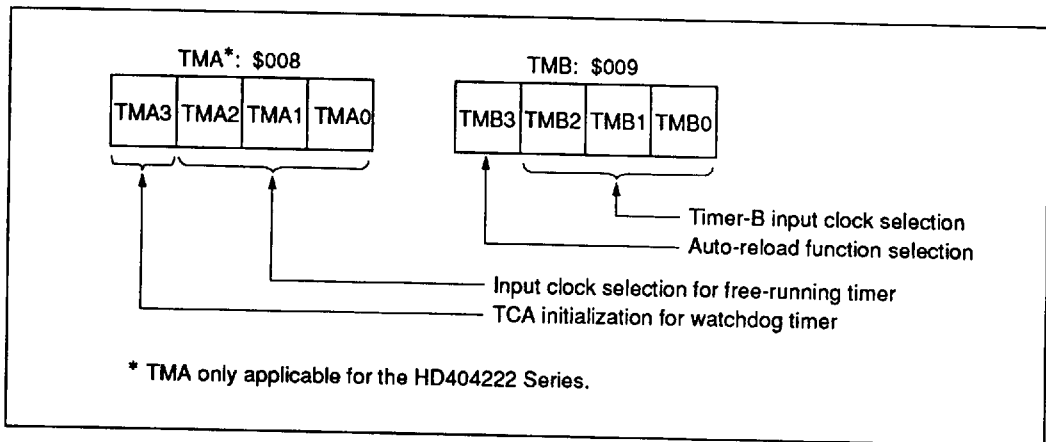 TMA*: $008
TMB: $009
TMA3 TMA2 TMA1 TMA0
TMB3 TMB2 TMB1 TMB0
Timer-B input clock selection
Auto-reload function selection
Input clock selection for free-running timer
TCA initialization for watchdog timer
* TMA only applicable for the HD404222 Series.